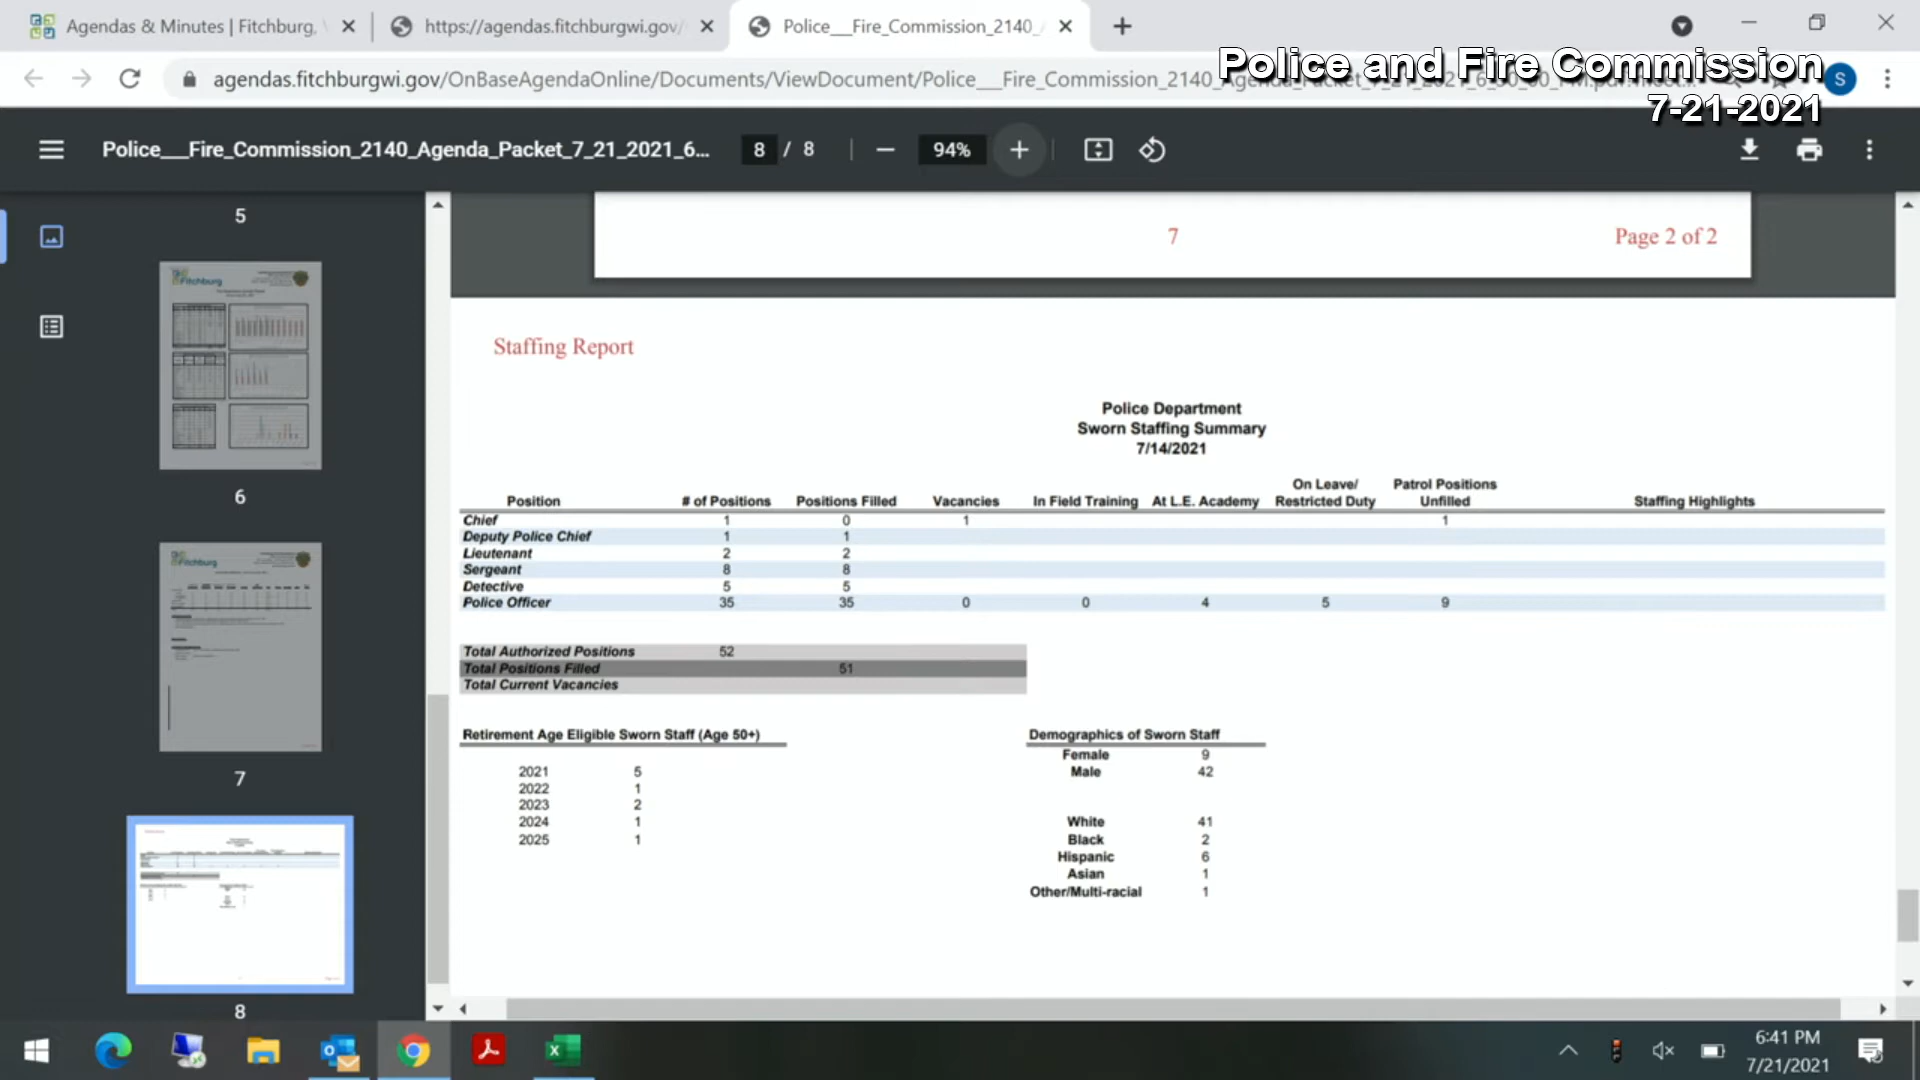 Agendas & Minutes | Fitchburg,
https://agendas.fitchburgwi.gov/
Police___Fire_Commission_2140_
Police and Fire Commission
7-21-2021
agendas.fitchburgwi.gov/OnBaseAgendaOnline/Documents/ViewDocument/Police___Fire_Commission_2140_Agenda_Packet_7_21_2021_6_
S
Police___Fire_Commission_2140_Agenda_Packet_7_21_2021_6...
8 / 8
94%
5
6
7
8
Fitchburg
Fitchburg
7
Page 2 of 2
Staffing Report
Police Department
Sworn Staffing Summary
7/14/2021
Position # of Positions Positions Filled Vacancies In Field Training At L.E. Academy On Leave/ Restricted Duty Patrol Positions Unfilled Staffing Highlights
Chief 1 0 1 1
Deputy Police Chief 1 1
Lieutenant 2 2
Sergeant 8 8
Detective 5 5
Police Officer 35 35 0 0 4 5 9
Total Authorized Positions 52
Total Positions Filled 51
Total Current Vacancies
Retirement Age Eligible Sworn Staff (Age 50+)
2021 5
2022 1
2023 2
2024 1
2025 1
Demographics of Sworn Staff
Female 9
Male 42
White 41
Black 2
Hispanic 6
Asian 1
Other/Multi-racial 1
6:41 PM
7/21/2021